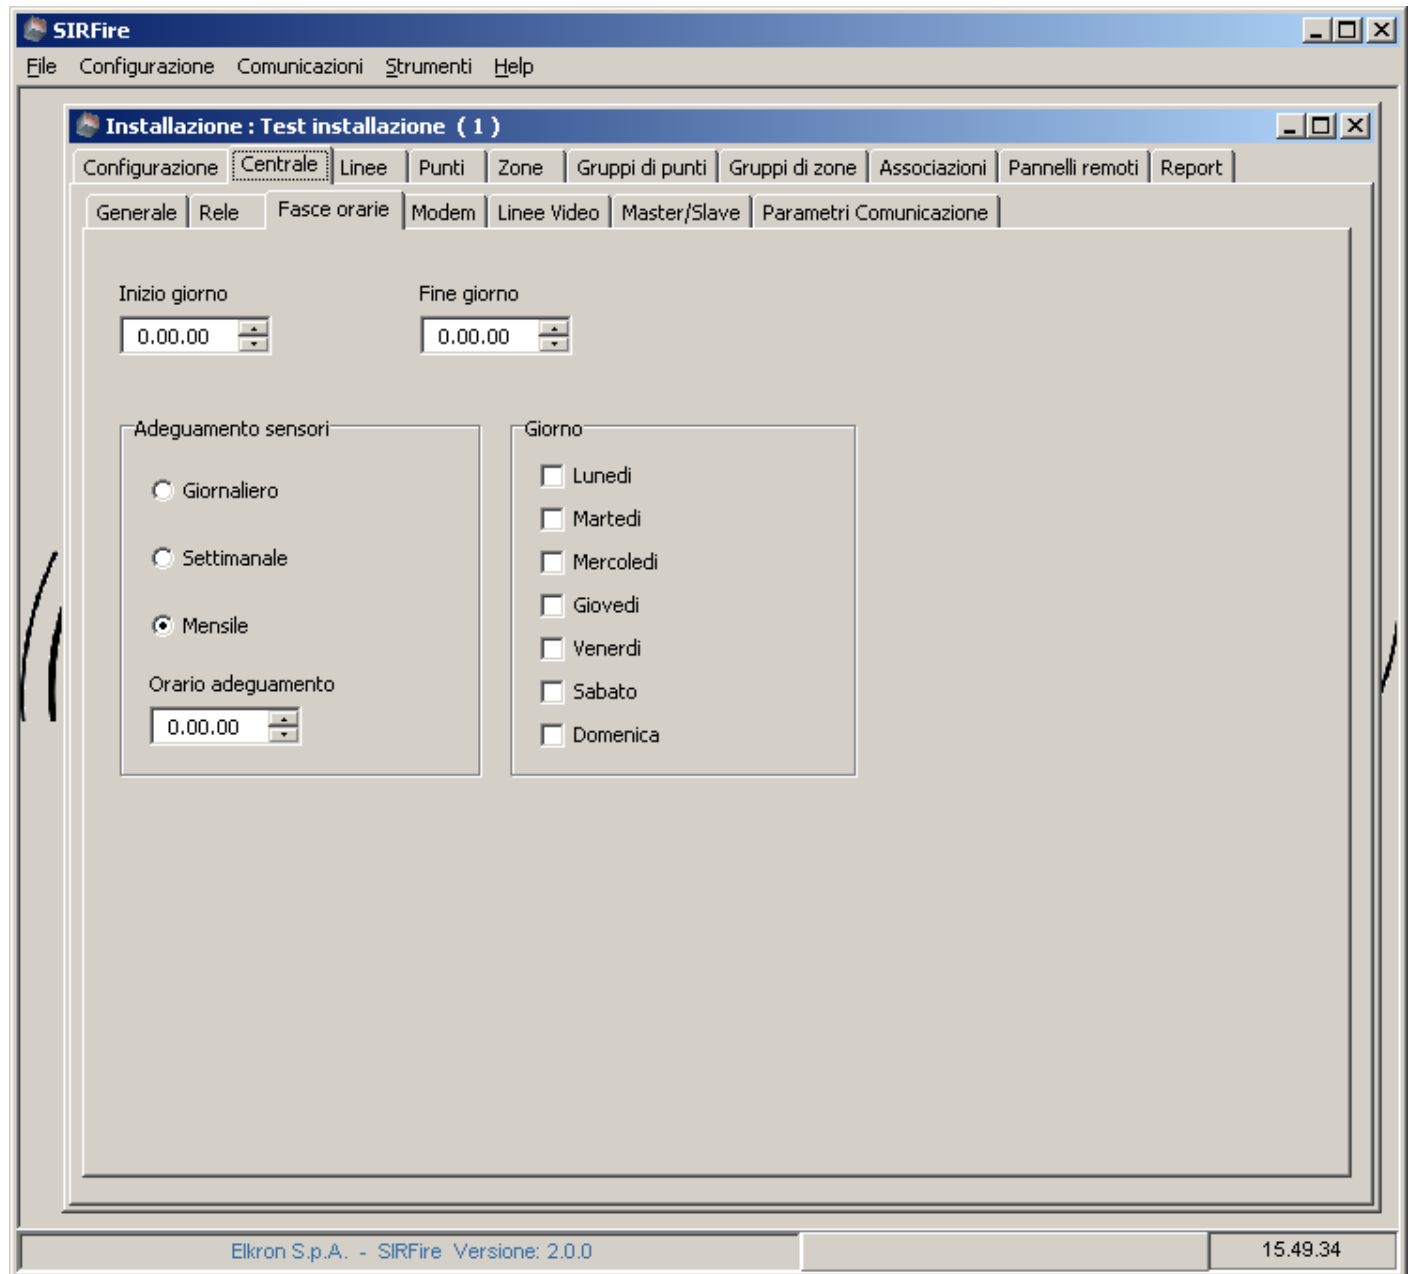 SIRFire
File Configurazione Comunicazioni Strumenti Help
Installazione : Test installazione ( 1 )
Configurazione Centrale Linee Punti Zone Gruppi di punti Gruppi di zone Associazioni Pannelli remoti Report
Generale Rele Fasce orarie Modem Linee Video Master/Slave Parametri Comunicazione
Inizio giorno Fine giorno
0.00.00 0.00.00
Adeguamento sensori
Giornaliero
Settimanale
Mensile
Orario adeguamento
0.00.00
Giorno
Lunedi
Martedi
Mercoledi
Giovedi
Venerdi
Sabato
Domenica
Elkron S.p.A. - SIRFire Versione: 2.0.0 15.49.34